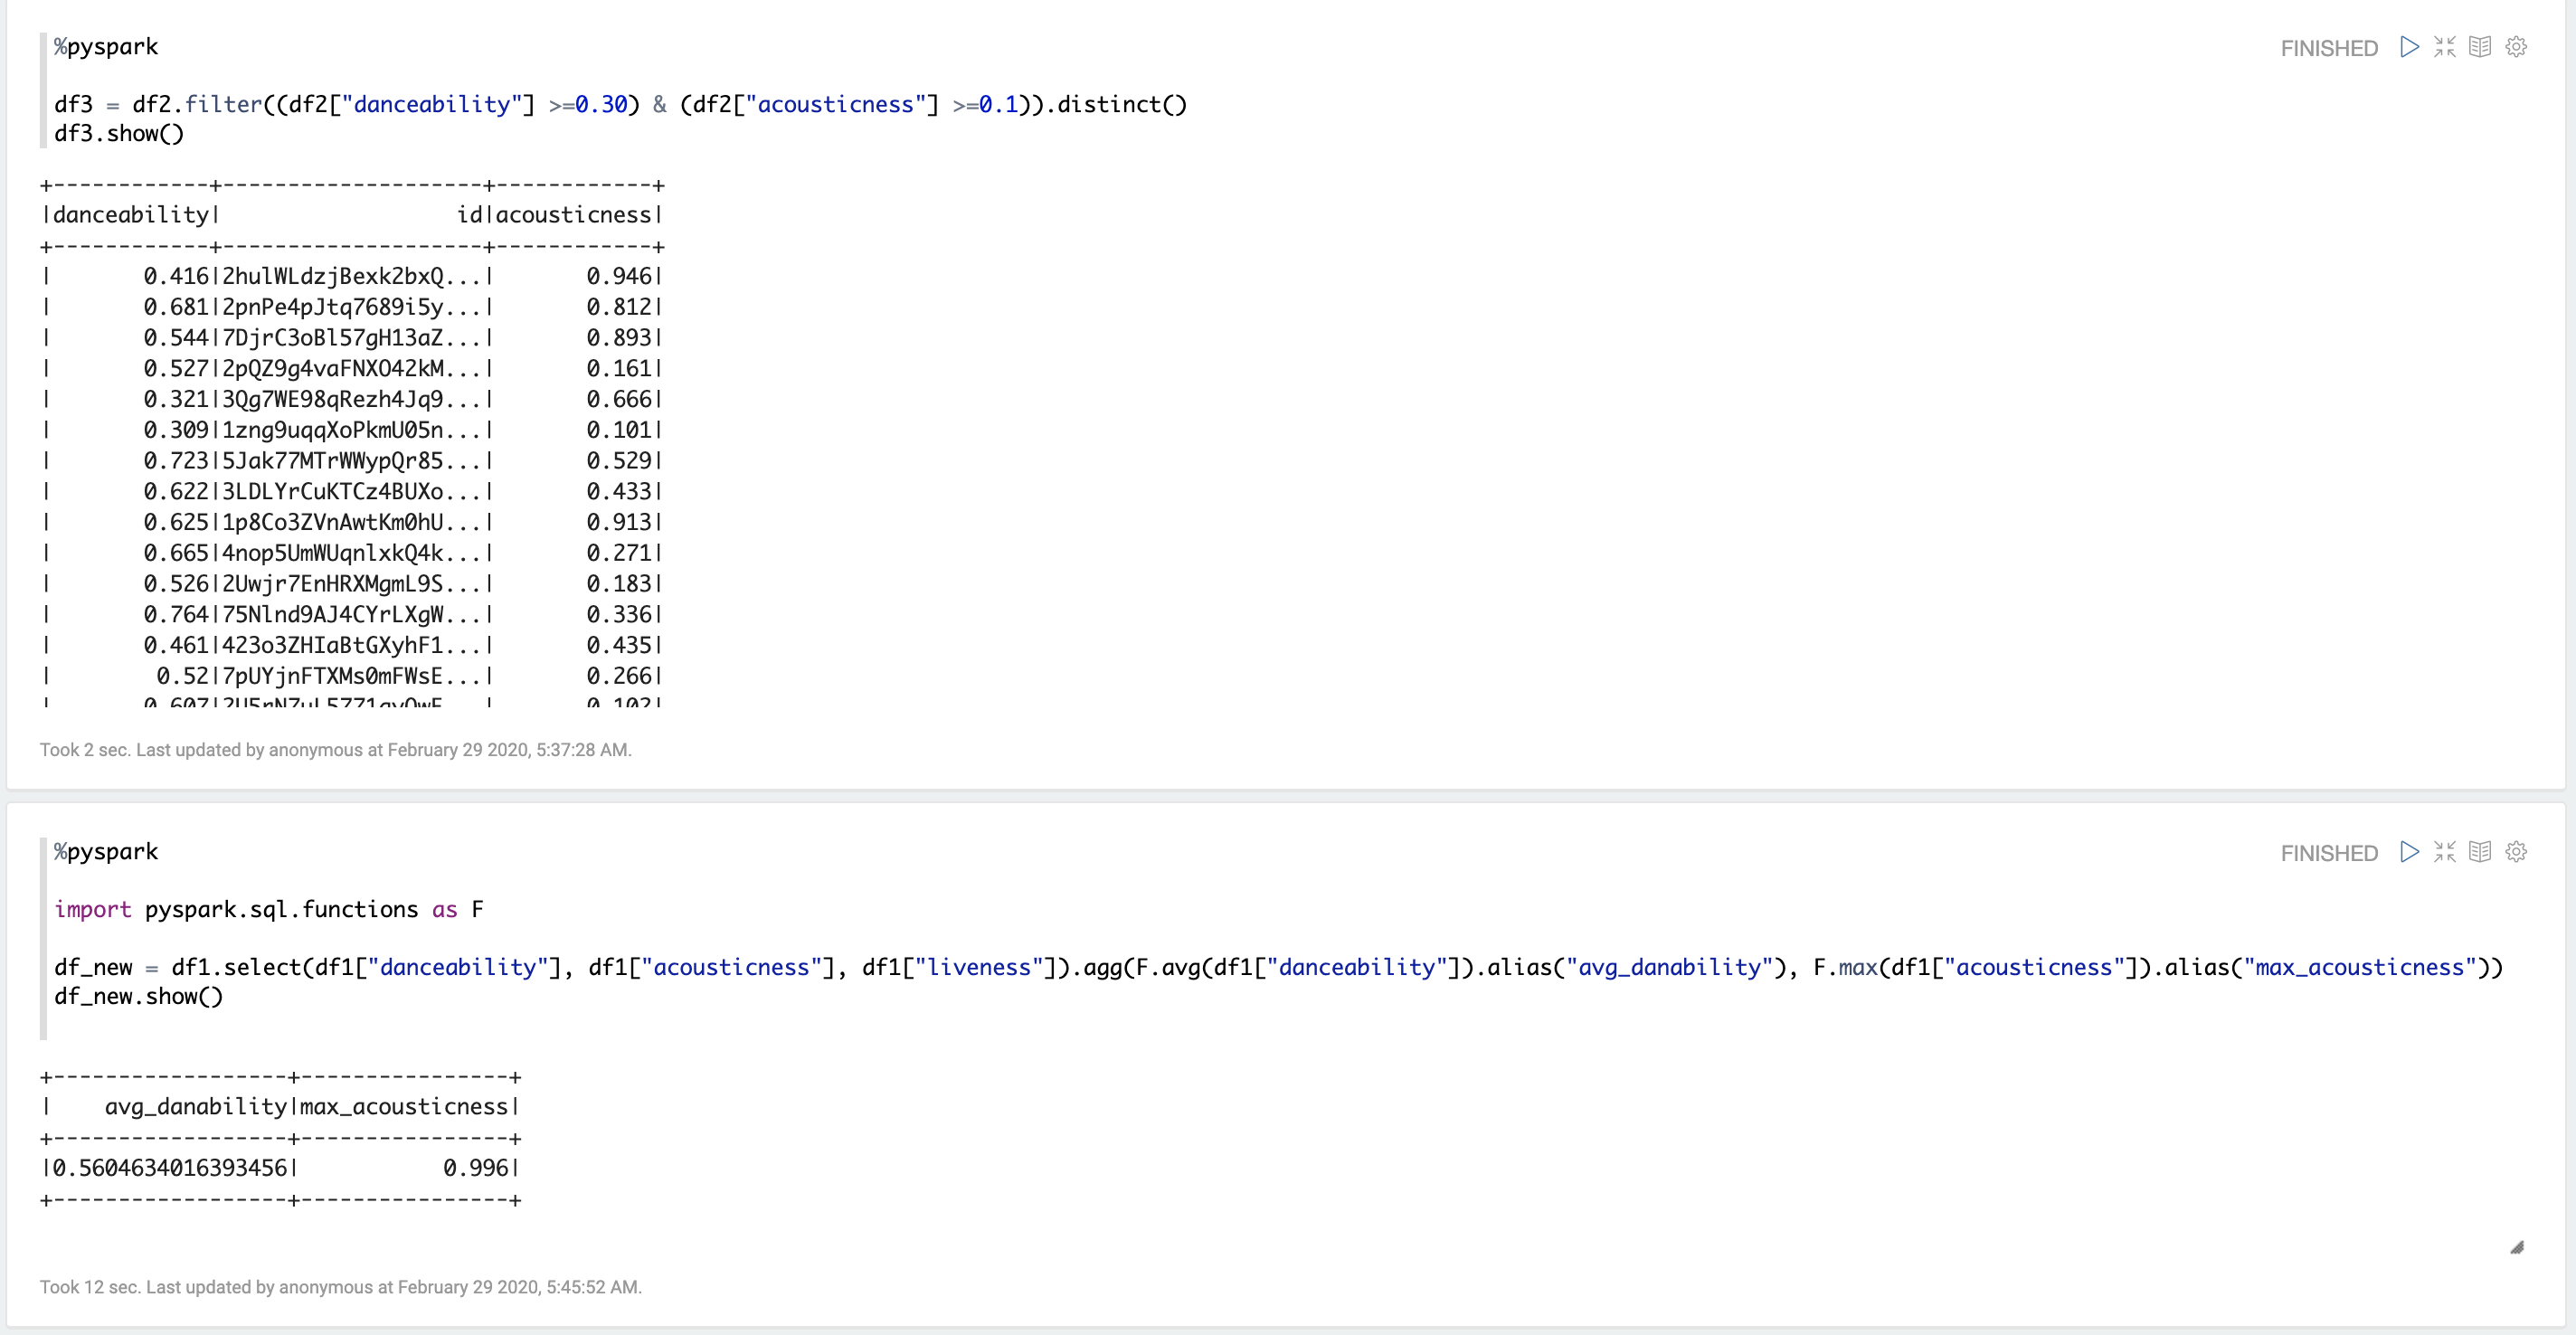 %pyspark
FINISHED
df3 = df2.filter((df2["danceability"] >=0.30) & (df2["acousticness"] >=0.1)).distinct()
df3.show()
+------------+--------------------+------------+
|danceability|                  id|acousticness|
+------------+--------------------+------------+
|       0.416|2hulWLdzjBexk2bxQ...|       0.946|
|       0.681|2pnPe4pJtq7689i5y...|       0.812|
|       0.544|7DjrC3oBl57gH13aZ...|       0.893|
|       0.527|2pQZ9g4vaFNXO42kM...|       0.161|
|       0.321|3Qg7WE98qRezh4Jq9...|       0.666|
|       0.309|1zng9uqqXoPkmU05n...|       0.101|
|       0.723|5Jak77MTrWWypQr85...|       0.529|
|       0.622|3LDLYrCuKTCz4BUXo...|       0.433|
|       0.625|1p8Co3ZVnAwtKm0hU...|       0.913|
|       0.665|4nop5UmWUqnlxkQ4k...|       0.271|
|       0.526|2Uwjr7EnHRXMgmL9S...|       0.183|
|       0.764|75Nlnd9AJ4CYrLXgW...|       0.336|
|       0.461|423o3ZHIaBtGXyhF1...|       0.435|
|        0.52|7pUYjnFTXMs0mFWsE...|       0.266|
Took 2 sec. Last updated by anonymous at February 29 2020, 5:37:28 AM.
%pyspark
FINISHED
import pyspark.sql.functions as F
df_new = df1.select(df1["danceability"], df1["acousticness"], df1["liveness"]).agg(F.avg(df1["danceability"]).alias("avg_danability"), F.max(df1["acousticness"]).alias("max_acousticness"))
df_new.show()
+------------------+----------------+
|    avg_danability|max_acousticness|
+------------------+----------------+
|0.5604634016393456|           0.996|
+------------------+----------------+
Took 12 sec. Last updated by anonymous at February 29 2020, 5:45:52 AM.